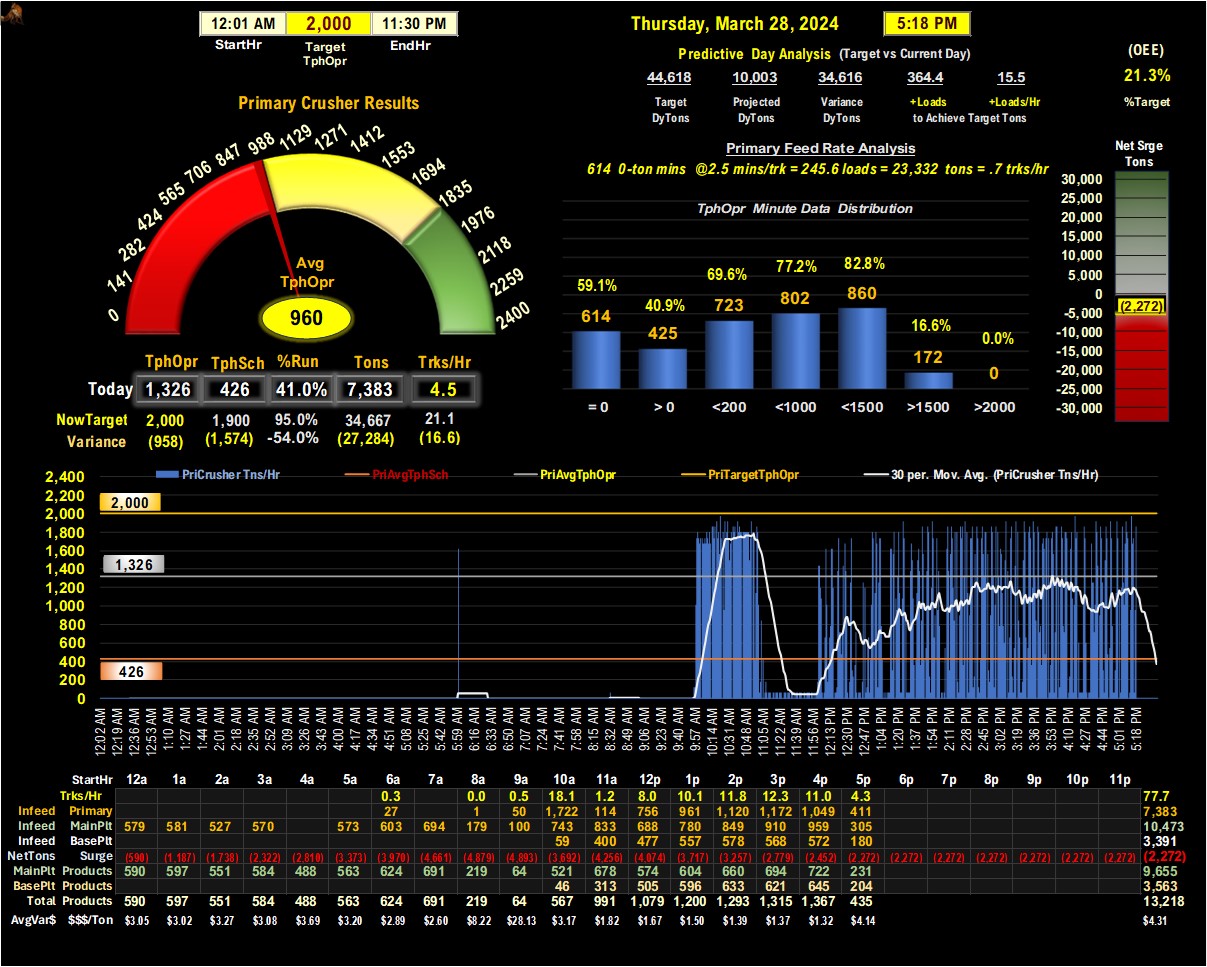 12:01 AM 2,000 11:30 PM
StartHr Target TphOpr EndHr
Thursday, March 28, 2024 5:18 PM
Predictive Day Analysis (Target vs Current Day)
44,618 10,003 34,616 364.4 15.5
Target DyTons Projected DyTons Variance DyTons +Loads +Loads/Hr
to Achieve Target Tons
(OEE)
21.3%
%Target
Primary Crusher Results
0 141 282 424 565 706 847 988 1129 1271 1412 1553 1694 1835 1976 2118 2259 2400
Avg
TphOpr
960
TphOpr TphSch %Run Tons Trks/Hr
Today 1,326 426 41.0% 7,383 4.5
NowTarget 2,000 1,900 95.0% 34,667 21.1
Variance (958) (1,574) -54.0% (27,284) (16.6)
Primary Feed Rate Analysis
614 0-ton mins @2.5 mins/trk = 245.6 loads = 23,332 tons = .7 trks/hr
TphOpr Minute Data Distribution
59.1% 40.9% 69.6% 77.2% 82.8% 16.6% 0.0%
614 425 723 802 860 172 0
= 0 > 0 <200 <1000 <1500 >1500 >2000
Net Srge
Tons
30,000
25,000
20,000
15,000
10,000
5,000
0
(2,272)
-5,000
-10,000
-15,000
-20,000
-25,000
-30,000
PriCrusher Tns/Hr PriAvgTphSch PriAvgTphOpr PriTargetTphOpr 30 per. Mov. Avg. (PriCrusher Tns/Hr)
2,400
2,200
2,000
1,800
1,600
1,400
1,200
1,000
800
600
400
200
0
2,000
1,326
426
12:02 AM 12:19 AM 12:36 AM 12:53 AM 1:10 AM 1:27 AM 1:44 AM 2:01 AM 2:18 AM 2:35 AM 2:52 AM 3:09 AM 3:26 AM 3:43 AM 4:00 AM 4:17 AM 4:34 AM 4:51 AM 5:08 AM 5:25 AM 5:42 AM 5:59 AM 6:16 AM 6:33 AM 6:50 AM 7:07 AM 7:24 AM 7:41 AM 7:58 AM 8:15 AM 8:32 AM 8:49 AM 9:06 AM 9:23 AM 9:40 AM 9:57 AM 10:14 AM 10:31 AM 10:48 AM 11:05 AM 11:22 AM 11:39 AM 11:56 AM 12:13 PM 12:30 PM 12:47 PM 1:04 PM 1:20 PM 1:37 PM 1:54 PM 2:11 PM 2:28 PM 2:45 PM 3:02 PM 3:19 PM 3:36 PM 3:53 PM 4:10 PM 4:27 PM 4:44 PM 5:01 PM 5:18 PM
StartHr 12a 1a 2a 3a 4a 5a 6a 7a 8a 9a 10a 11a 12p 1p 2p 3p 4p 5p 6p 7p 8p 9p 10p 11p
Trks/Hr 0.3 0.0 0.5 18.1 1.2 8.0 10.1 11.8 12.3 11.0 4.3 77.7
Infeed Primary 27 1 50 1,722 114 756 961 1,120 1,172 1,049 411 7,383
Infeed MainPlt 579 581 527 570 573 603 694 179 100 743 833 688 780 849 910 959 305 10,473
Infeed BasePlt 59 400 477 557 578 568 572 180 3,391
NetTons Surge (590) (1,187) (1,738) (2,322) (2,810) (3,373) (3,970) (4,661) (4,879) (4,893) (3,692) (4,256) (4,074) (3,717) (3,257) (2,779) (2,452) (2,272) (2,272) (2,272) (2,272) (2,272) (2,272) (2,272) (2,272)
MainPlt Products 590 597 551 584 488 563 624 691 219 64 521 678 574 604 660 694 722 231 9,655
BasePlt Products 46 313 505 596 633 621 645 204 3,563
Total Products 590 597 551 584 488 563 624 691 219 64 567 991 1,079 1,200 1,293 1,315 1,367 435 13,218
AvgVar$ $$$/Ton $3.05 $3.02 $3.27 $3.08 $3.69 $3.20 $2.89 $2.60 $8.22 $28.13 $3.17 $1.82 $1.67 $1.50 $1.39 $1.37 $1.32 $4.14 $4.31